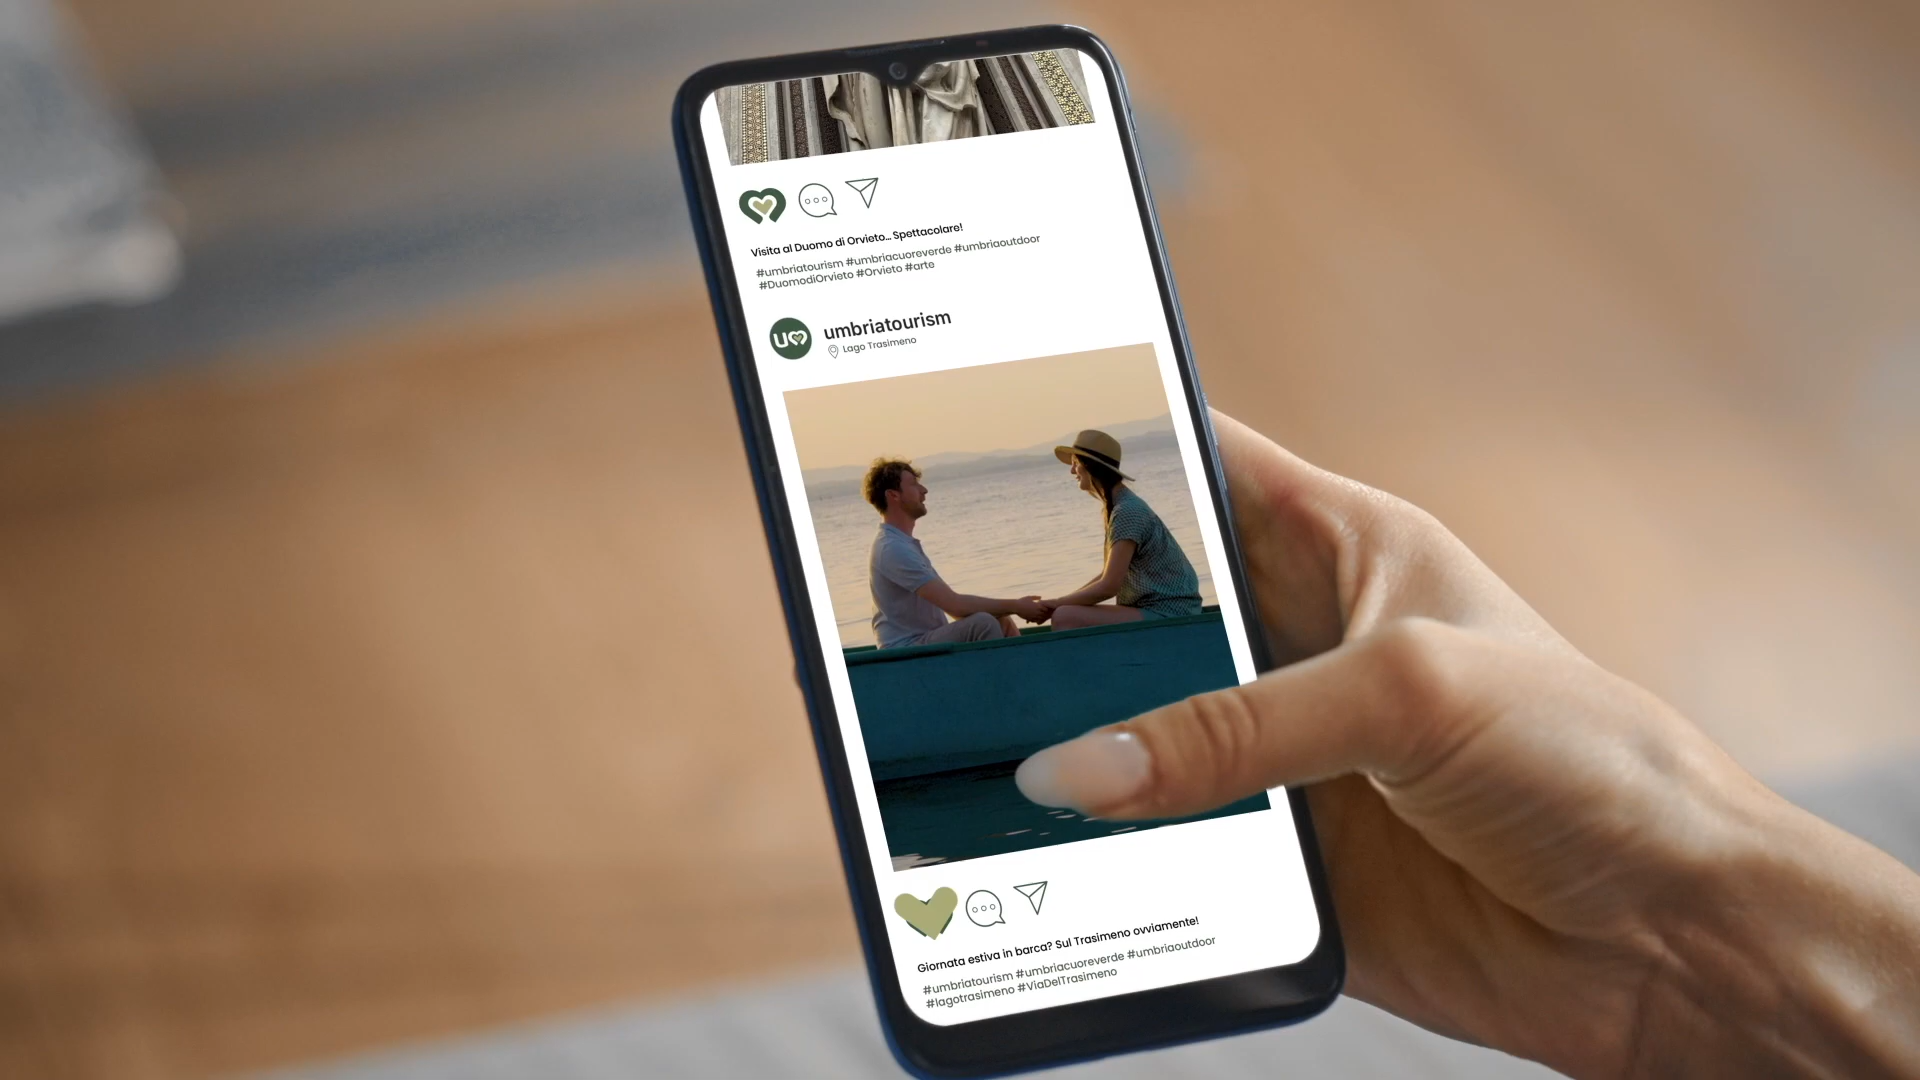 Visita al Duomo di Orvieto... Spettacolare!
#umbriatourism #umbriacuoreverde #umbriaoutdoor
#DuomodiOrvieto #Orvieto #arte
U
umbriatourism
Lago Trasimeno
Giornata estiva in barca? Sul Trasimeno ovviamente!
#umbriatourism #umbriacuoreverde #umbriaoutdoor
#lagotrasimeno #ViaDelTrasimeno